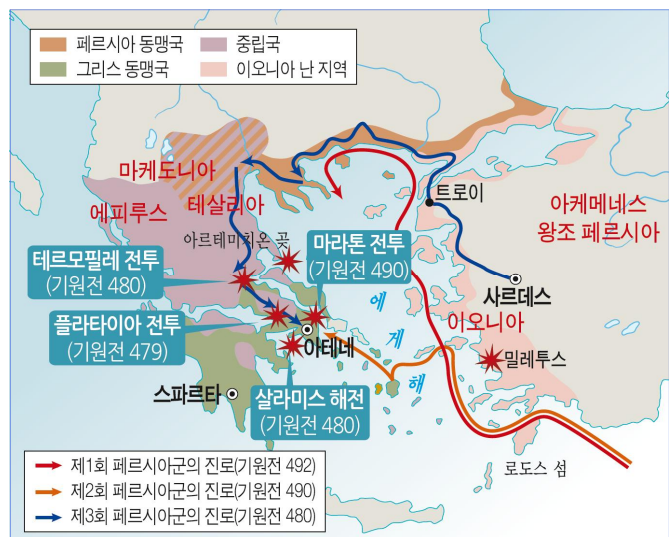 페르시아 동맹국
중립국
그리스 동맹국
이오니아 난 지역
마케도니아
에피루스
테살리아
아르테미치온 곶
트로이
아케메네스
왕조 페르시아
테르모필레 전투
(기원전 480)
마라톤 전투
(기원전 490)
사르데스
플라타이아 전투
(기원전 479)
아테네
에게해
이오니아
밀레투스
스파르타
살라미스 해전
(기원전 480)
로도스 섬
제1회 페르시아군의 진로(기원전 492)
제2회 페르시아군의 진로(기원전 490)
제3회 페르시아군의 진로(기원전 480)